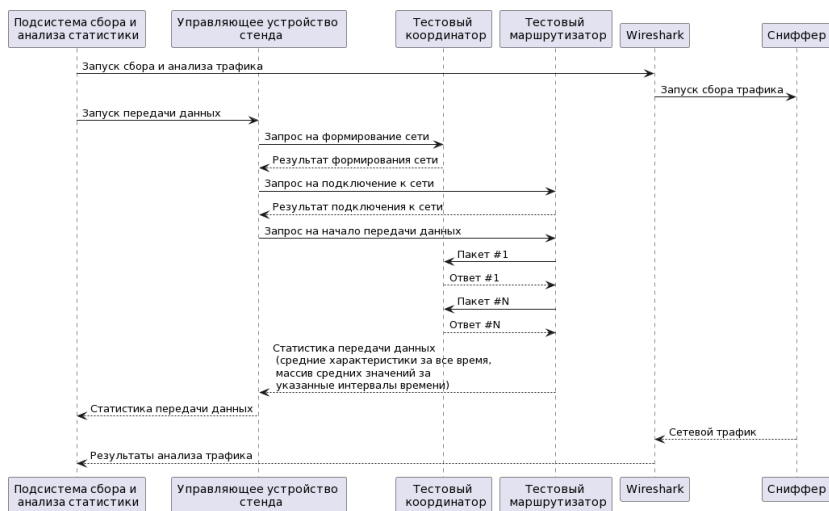 Подсистема сбора и
анализа статистики
Управляющее устройство
стенда
Тестовый
координатор
Тестовый
маршрутизатор
Wireshark
Сниффер
Запуск сбора и анализа трафика
Запуск сбора трафика
Запуск передачи данных
Запрос на формирование сети
Результат формирования сети
Запрос на подключение к сети
Результат подключения к сети
Запрос на начало передачи данных
Пакет #1
Ответ #1
Пакет #N
Ответ #N
Статистика передачи данных
(средние характеристики за все время,
массив средних значений за
указанные интервалы времени)
Статистика передачи данных
Сетевой трафик
Результаты анализа трафика
Подсистема сбора и
анализа статистики
Управляющее устройство
стенда
Тестовый
координатор
Тестовый
маршрутизатор
Wireshark
Сниффер